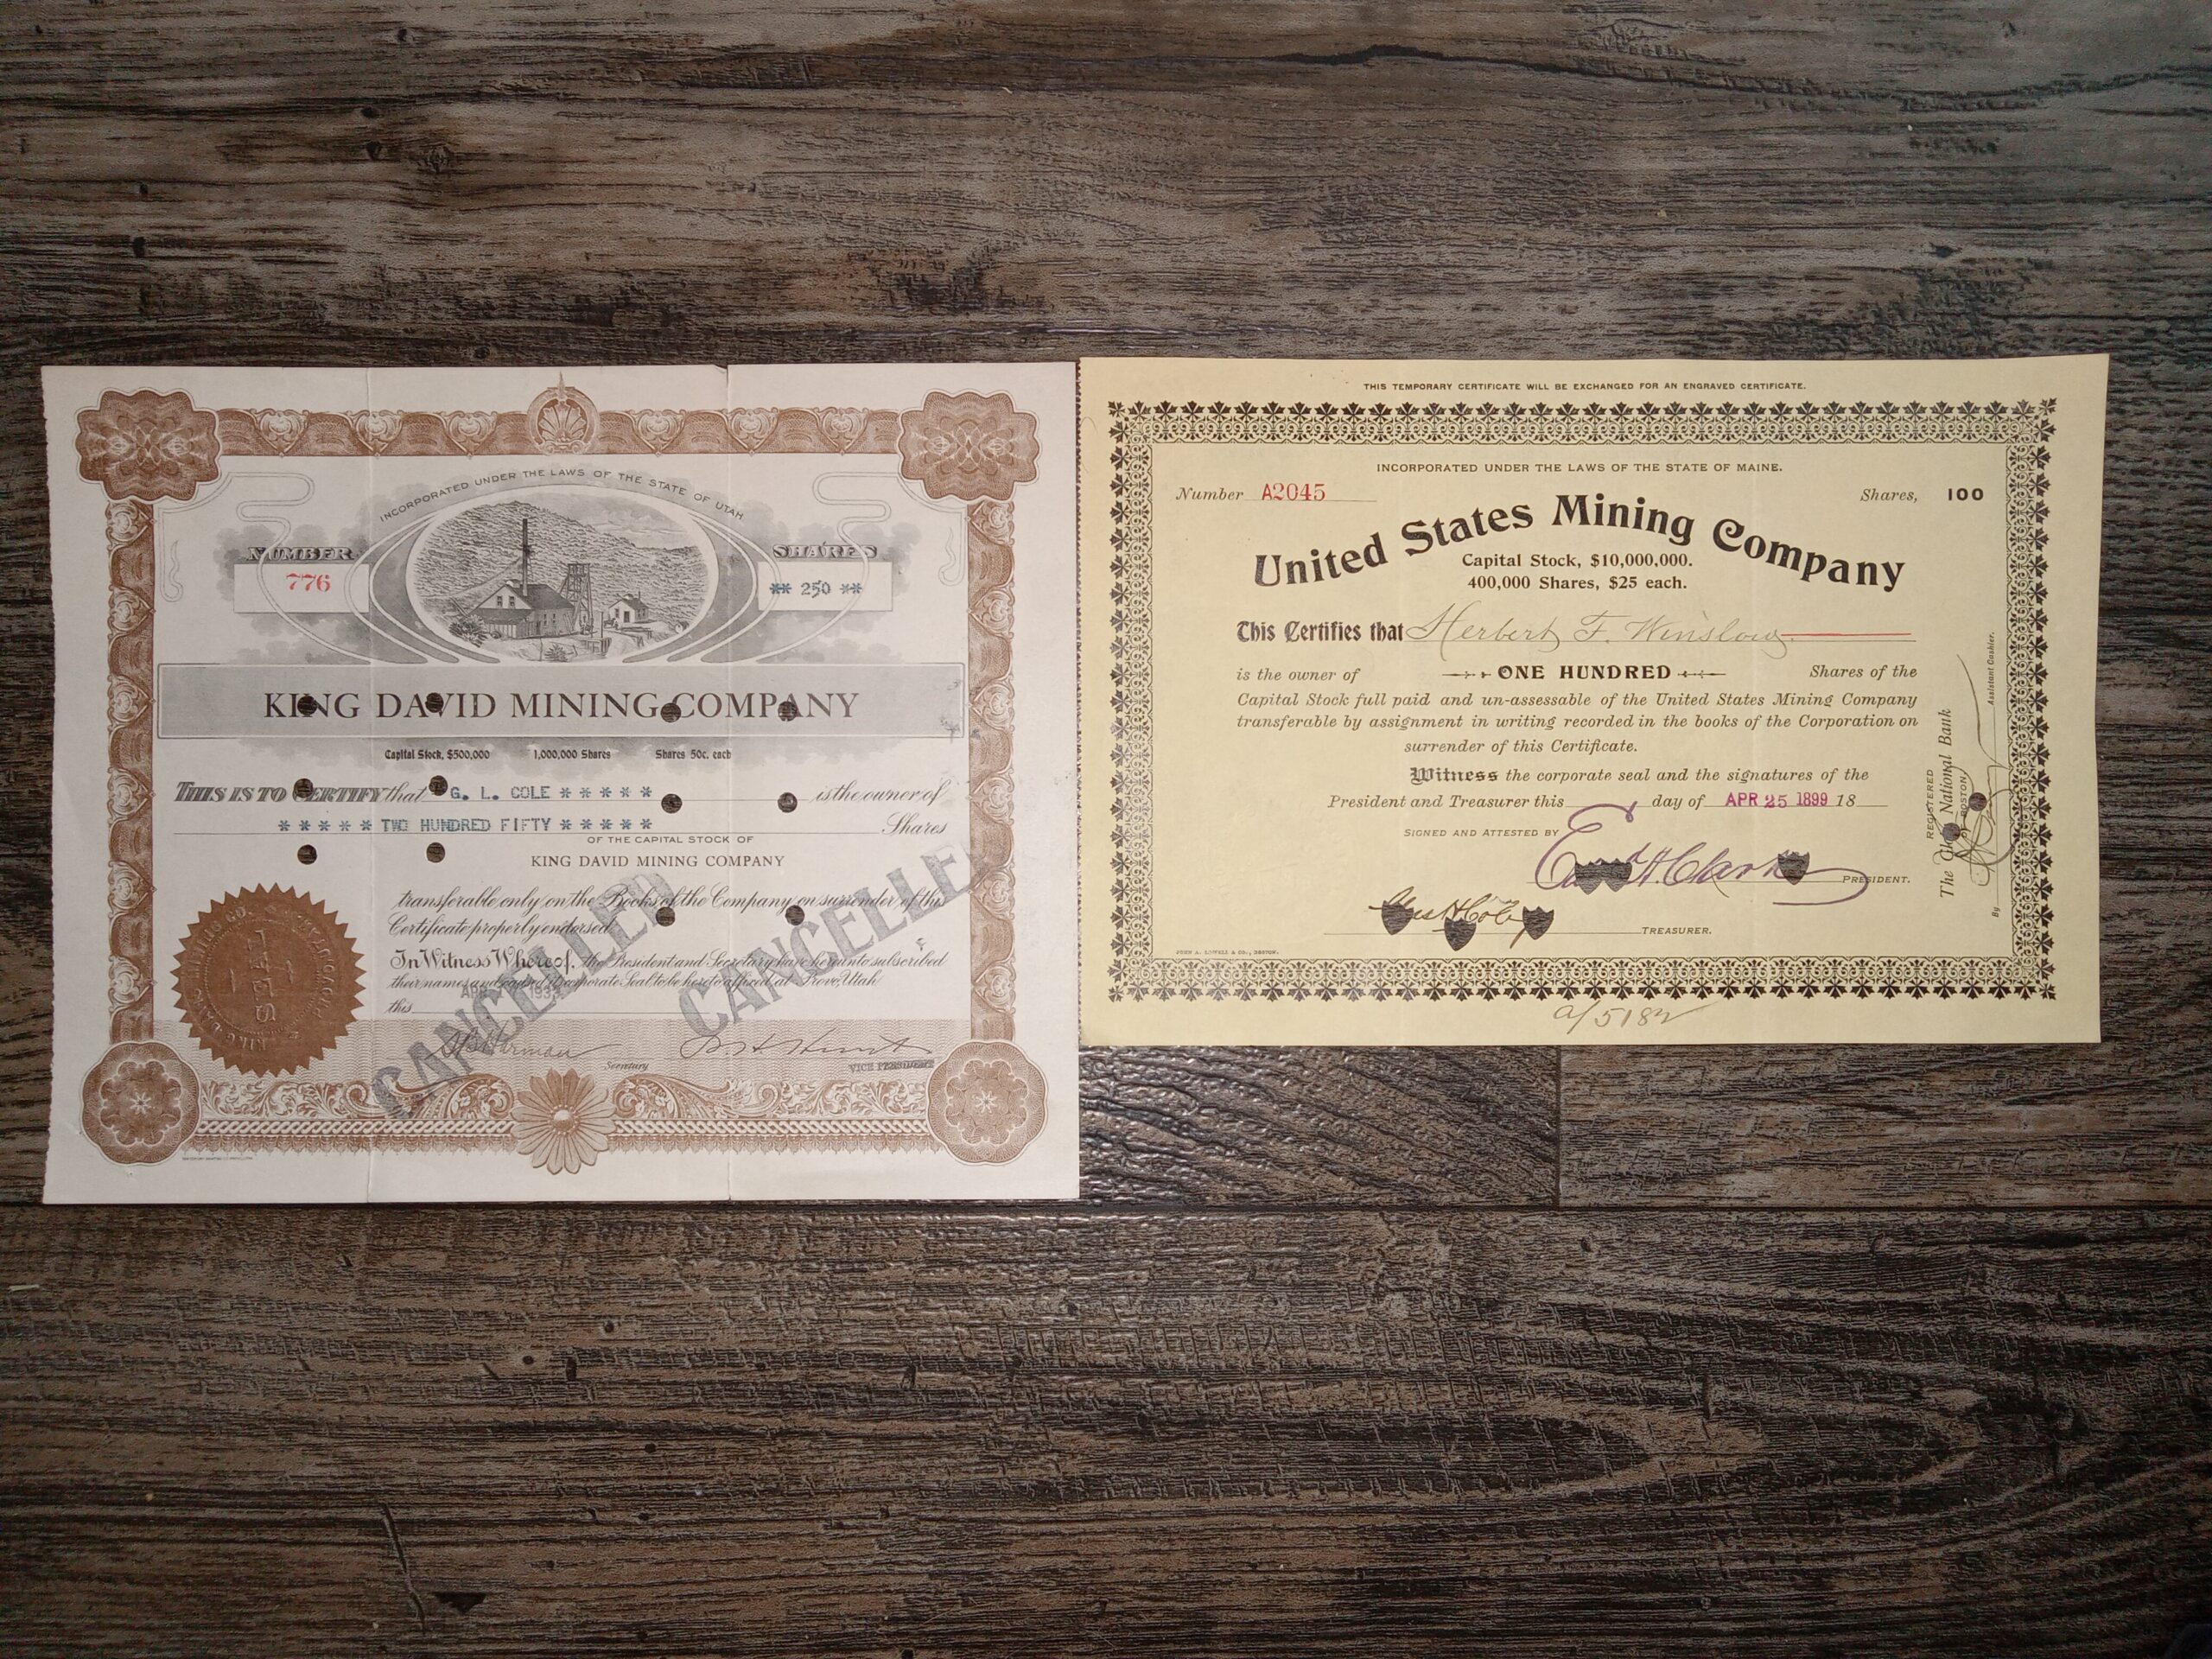 INCORPORATED UNDER THE LAWS OF THE STATE OF UTAH
NUMBER
776
SHARES
** 250 **
KING DAVID MINING COMPANY
Capital Stock, $500,000 1,000,000 Shares Shares 50c. each
THIS IS TO CERTIFY that G. L. COLE ***** is the owner of
***** TWO HUNDRED FIFTY ***** Shares
OF THE CAPITAL STOCK OF
KING DAVID MINING COMPANY
transferable only on the Books of the Company on surrender of this
Certificate properly endorsed
In Witness Whereof, the President and Secretary have hereunto subscribed
their names and caused the corporate Seal to be hereto affixed at Provo, Utah
this
CANCELLED
CANCELLED
Secretary
VICE PRESIDENT
THIS TEMPORARY CERTIFICATE WILL BE EXCHANGED FOR AN ENGRAVED CERTIFICATE.
INCORPORATED UNDER THE LAWS OF THE STATE OF MAINE.
Number A2045 Shares, 100
United States Mining Company
Capital Stock, $10,000,000.
400,000 Shares, $25 each.
This Certifies that Herbert F. Winslow
is the owner of ONE HUNDRED Shares of the
Capital Stock full paid and un-assessable of the United States Mining Company
transferable by assignment in writing recorded in the books of the Corporation on
surrender of this Certificate.
Witness the corporate seal and the signatures of the
President and Treasurer this day of APR 25 1899 18
SIGNED AND ATTESTED BY
H. Clark
PRESIDENT.
TREASURER.
JOHN A. LOWELL & CO., BOSTON.
a/5182
REGISTERED
The National Bank
OF BOSTON
By Assistant Cashier.